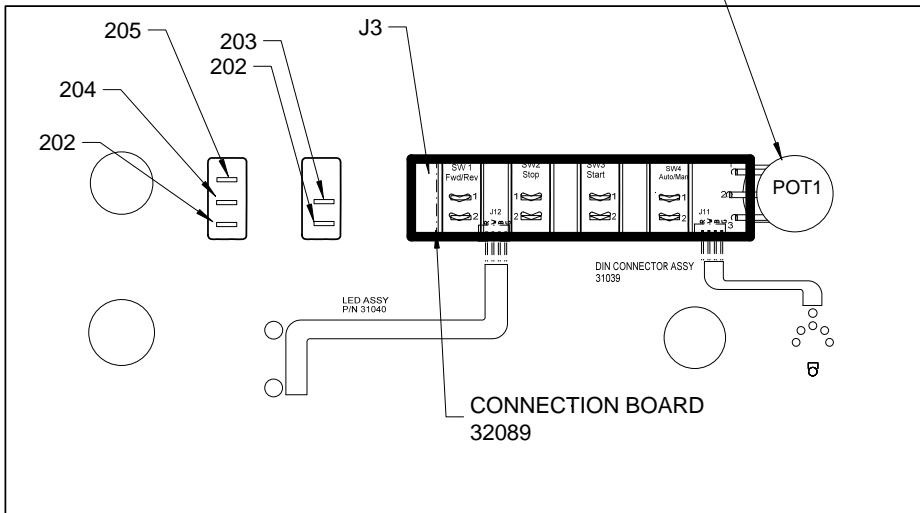 205
203
J3
202
204
202
SW 1
Fwd/Rev
SW2
Stop
SW3
Start
SW4
Auto/Man
1
2
1
2
1
2
1
2
J12
J11
1
2
3
POT1
DIN CONNECTOR ASSY
31039
LED ASSY
P/N 31040
CONNECTION BOARD
32089